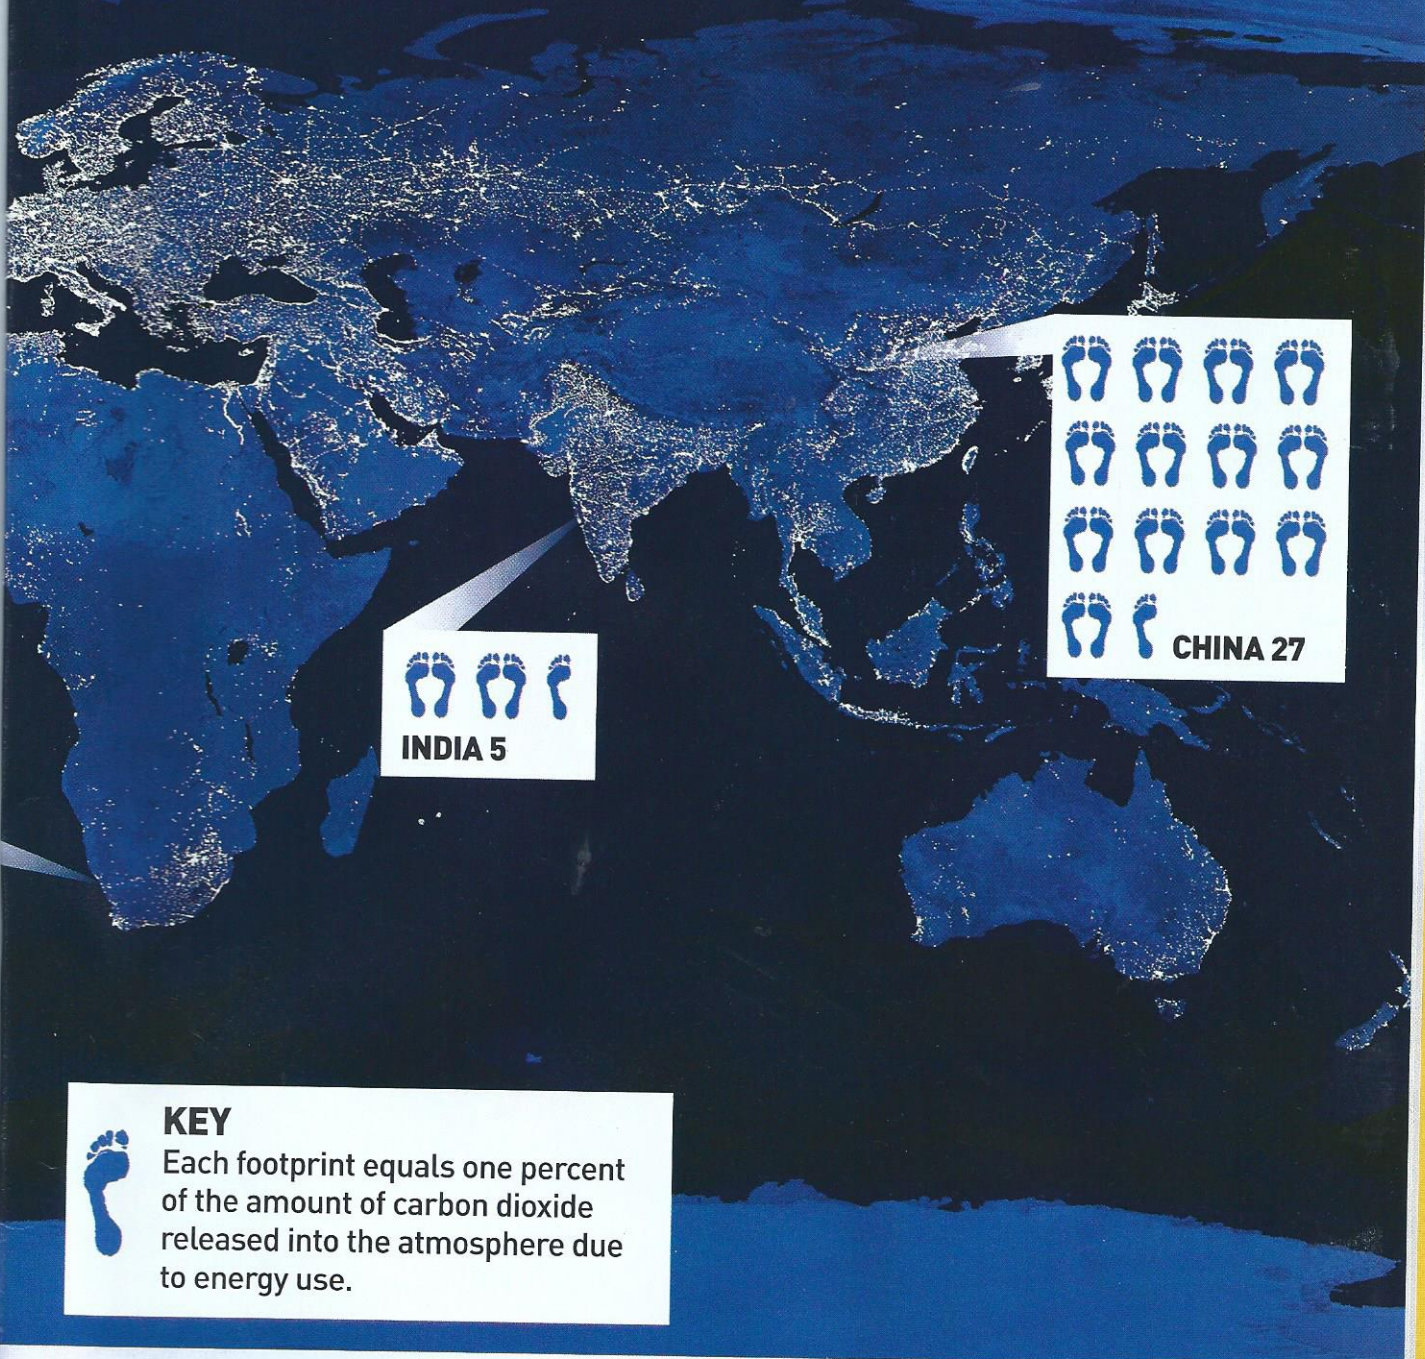 CHINA 27
INDIA 5
KEY
Each footprint equals one percent
of the amount of carbon dioxide
released into the atmosphere due
to energy use.